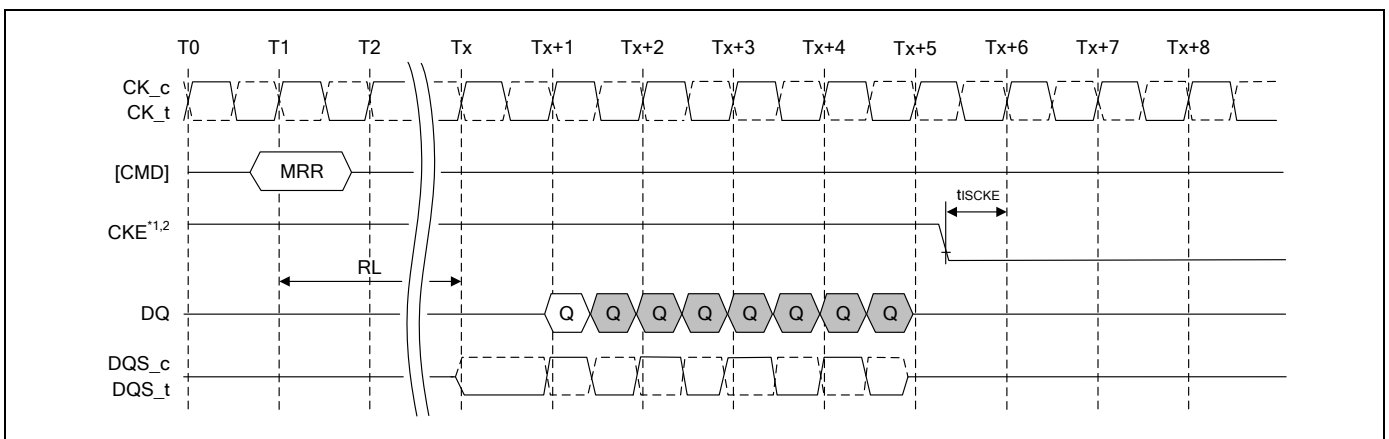 T0 T1 T2 Tx Tx+1 Tx+2 Tx+3 Tx+4 Tx+5 Tx+6 Tx+7 Tx+8
CK_c
CK_t
[CMD] MRR
tISCKE
CKE*1,2
RL
DQ Q Q Q Q Q Q Q Q
DQS_c
DQS_t